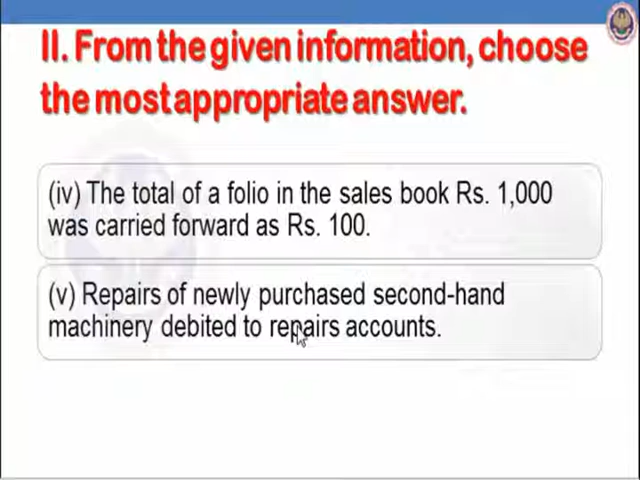 II. From the given information, choose
the most appropriate answer.
(iv) The total of a folio in the sales book Rs. 1,000
was carried forward as Rs. 100.
(v) Repairs of newly purchased second-hand
machinery debited to repairs accounts.